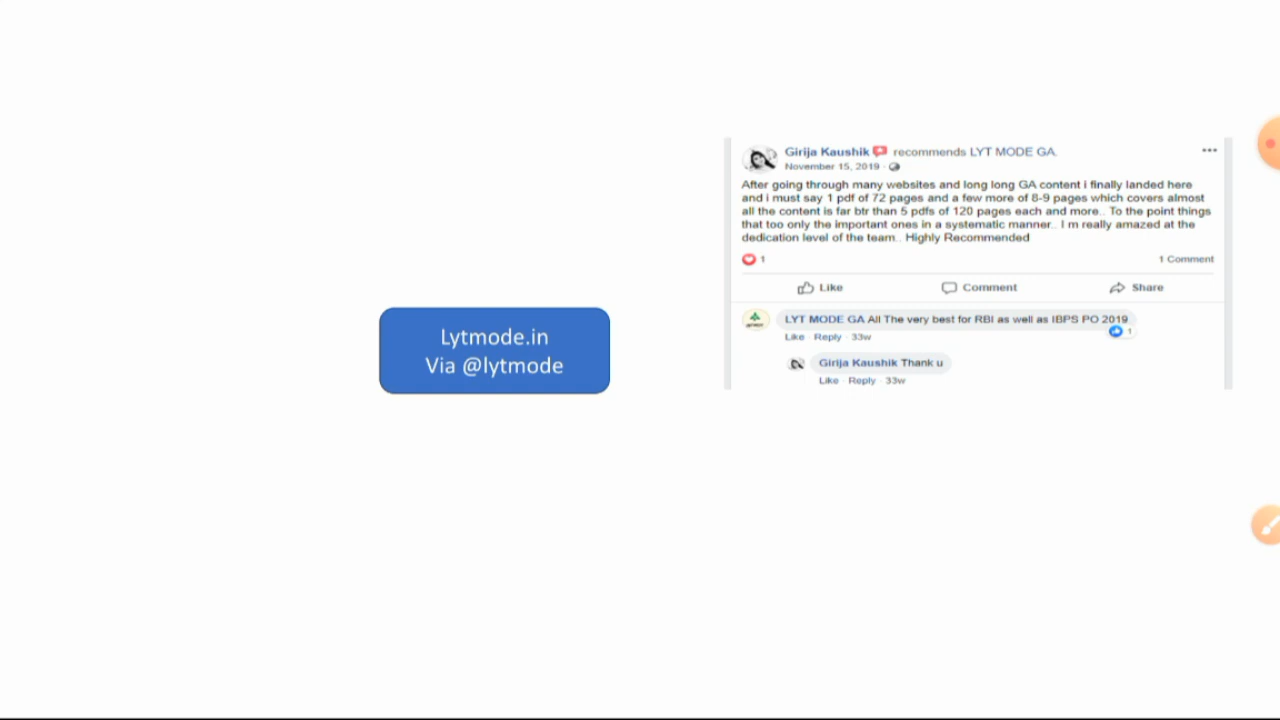 Lytmode.in
Via @lytmode
Girija Kaushik recommends LYT MODE GA.
November 15, 2019 ·
After going through many websites and long long GA content i finally landed here
and i must say 1 pdf of 72 pages and a few more of 8-9 pages which covers almost
all the content is far btr than 5 pdfs of 120 pages each and more.. To the point things
that too only the important ones in a systematic manner.. I m really amazed at the
dedication level of the team.. Highly Recommended
1
1 Comment
Like
Comment
Share
LYT MODE GA All The very best for RBI as well as IBPS PO 2019
1
Like · Reply · 33w
Girija Kaushik Thank u
Like · Reply · 33w